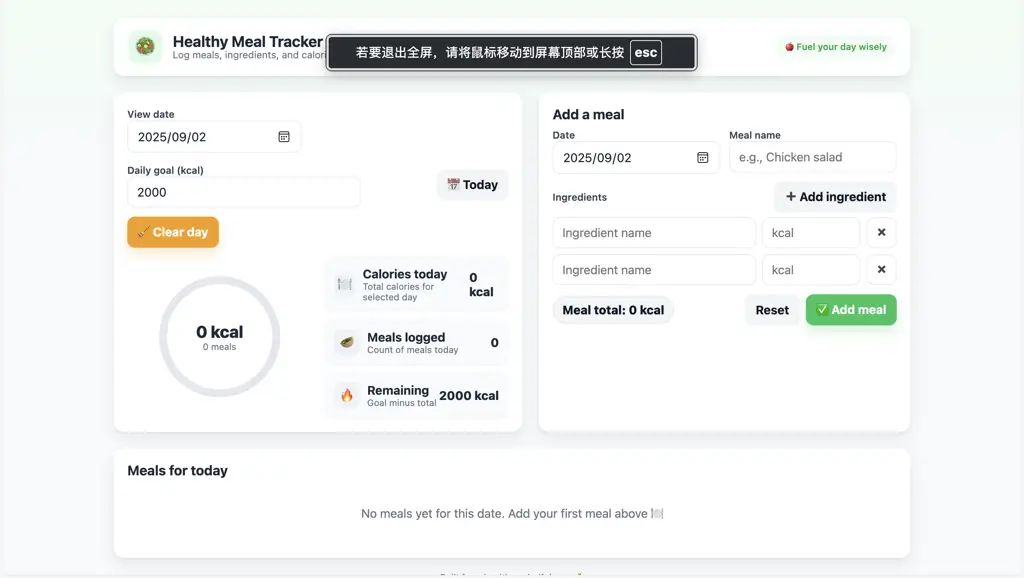 Healthy Meal Tracker
Log meals, ingredients, and calori
若要退出全屏，请将鼠标移动到屏幕顶部或长按 esc
Fuel your day wisely
View date
2025/09/02
Daily goal (kcal)
2000
Today
Clear day
0 kcal
0 meals
Calories today
Total calories for
selected day
0
kcal
Meals logged
Count of meals today
0
Remaining
Goal minus total
2000 kcal
Add a meal
Date
Meal name
2025/09/02
e.g., Chicken salad
Ingredients
+ Add ingredient
Ingredient name
kcal
×
Ingredient name
kcal
×
Meal total: 0 kcal
Reset
Add meal
Meals for today
No meals yet for this date. Add your first meal above